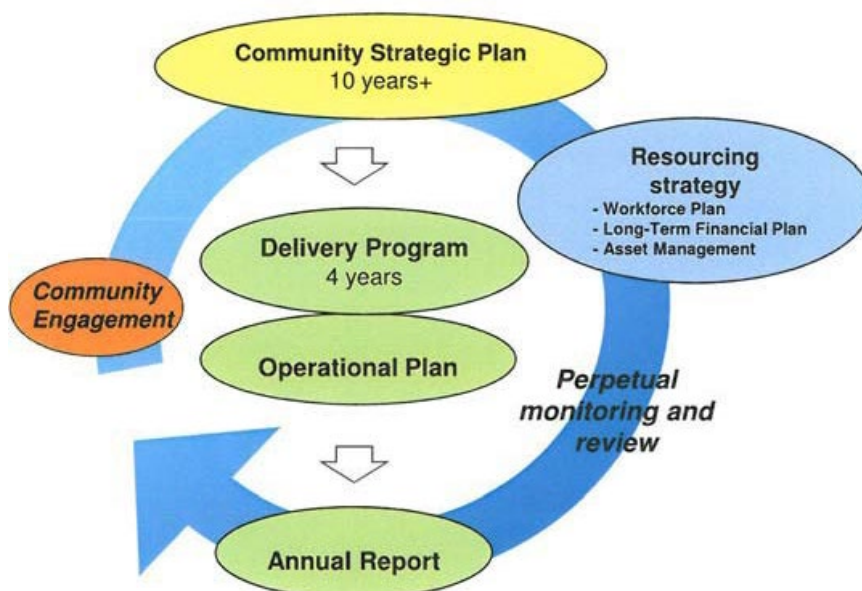 Community Strategic Plan
10 years+
Resourcing
strategy
- Workforce Plan
- Long-Term Financial Plan
- Asset Management
Delivery Program
4 years
Community
Engagement
Operational Plan
Perpetual
monitoring and
review
Annual Report